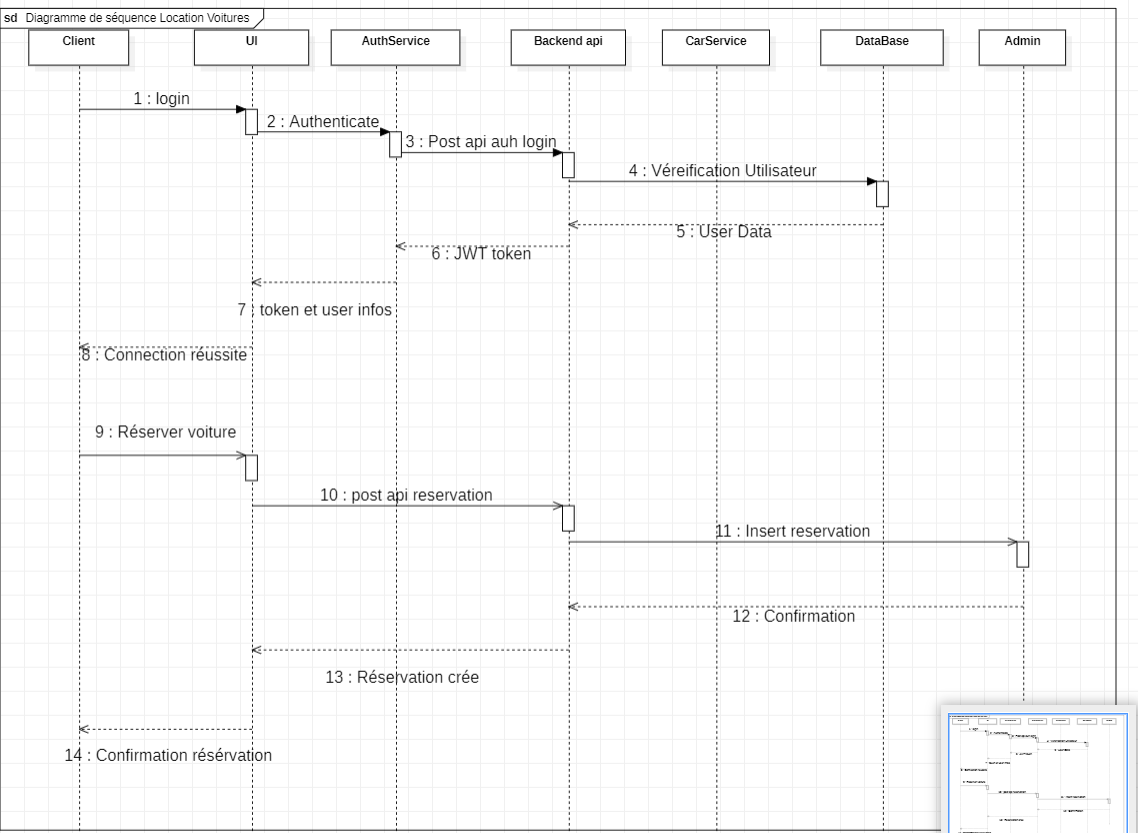 sd Diagramme de séquence Location Voitures
Client
UI
AuthService
Backend api
CarService
DataBase
Admin
1 : login
2 : Authenticate
3 : Post api auh login
4 : Véreification Utilisateur
5 : User Data
6 : JWT token
7 : token et user infos
8 : Connection réussite
9 : Réserver voiture
10 : post api reservation
11 : Insert reservation
12 : Confirmation
13 : Réservation crée
14 : Confirmation résérvation